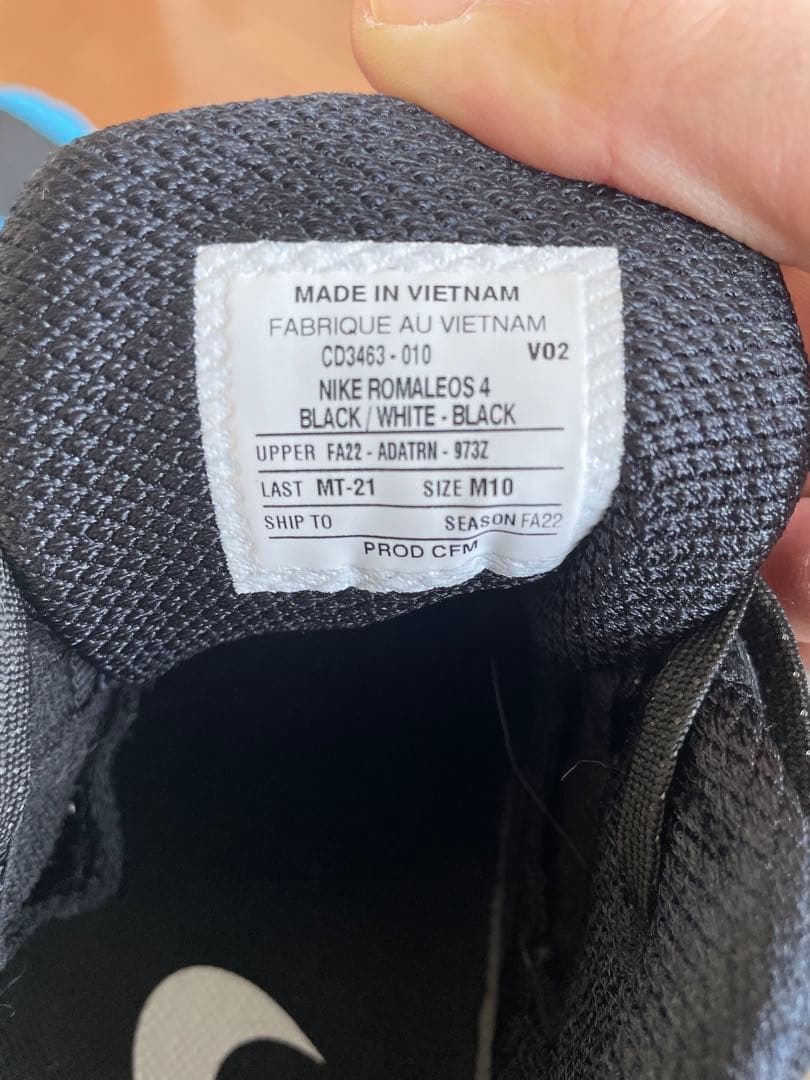 MADE IN VIETNAM
FABRIQUE AU VIETNAM
CD3463 - 010 V02
NIKE ROMALEOS 4
BLACK / WHITE - BLACK
UPPER FA22 - ADATRN - 973Z
LAST MT-21 SIZE M10
SHIP TO SEASON FA22
PROD CFM